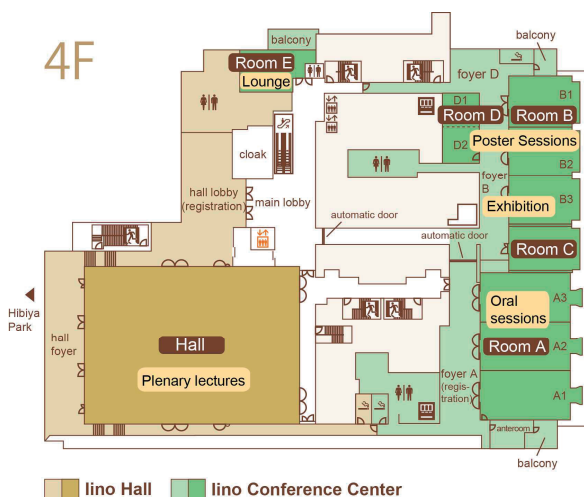 4F
balcony
Room E
Lounge
foyer D
balcony
D1
Room D
D2
B1
Room B
Poster Sessions
B2
foyer
B
Exhibition
B3
cloak
hall lobby
(registration)
main lobby
automatic door
automatic door
Room C
Hibiya
Park
hall
foyer
Hall
Plenary lectures
Oral
sessions
A3
Room A
A2
foyer A
(regis-
tration)
A1
anteroom
balcony
Iino Hall
Iino Conference Center